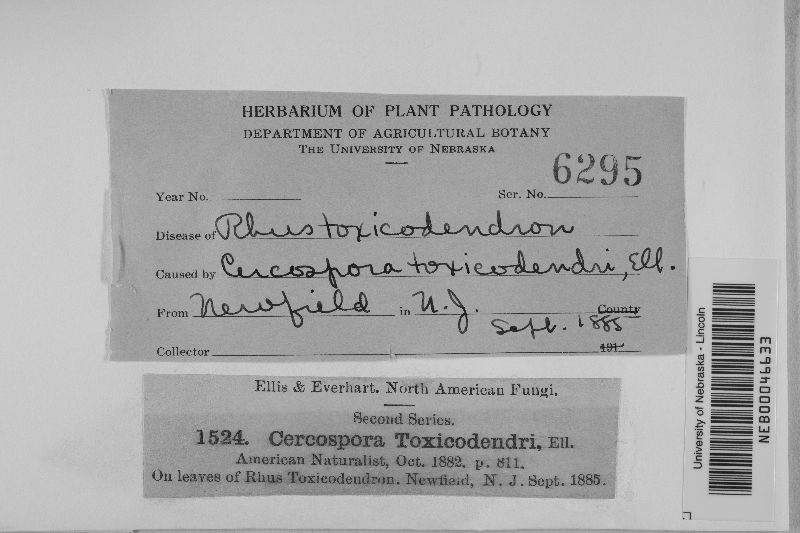 HERBARIUM OF PLANT PATHOLOGY
DEPARTMENT OF AGRICULTURAL BOTANY
THE UNIVERSITY OF NEBRASKA
6295
Year No.
Ser. No.
Disease of Rhus toxicodendron
Caused by Cercospora toxicodendri, Ell.
From Newfield in N.J. County
Sept. 1885
Collector 191
Ellis & Everhart. North American Fungi.
Second Series.
1524. Cercospora Toxicodendri, Ell.
American Naturalist, Oct. 1882. p. 811.
On leaves of Rhus Toxicodendron. Newfield, N. J. Sept. 1885.
University of Nebraska - Lincoln
NEB00046633